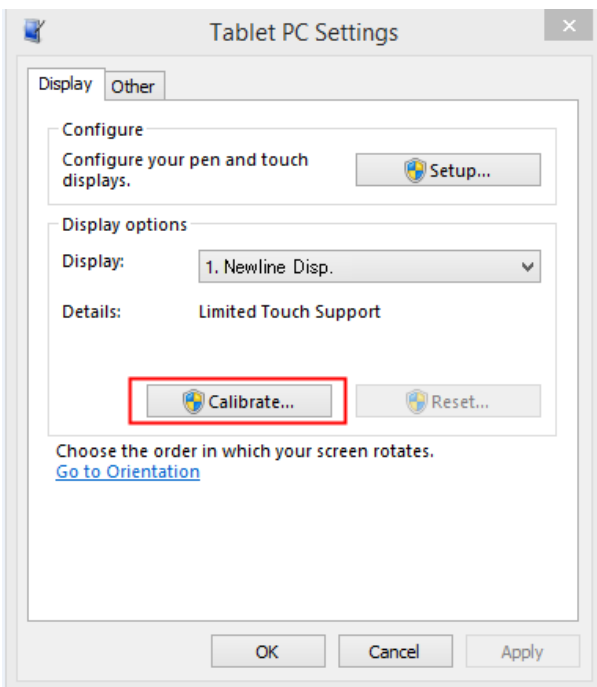 Tablet PC Settings
Display
Other
Configure
Configure your pen and touch
displays.
Setup...
Display options
Display:
1. Newline Disp.
Details:
Limited Touch Support
Calibrate...
Reset...
Choose the order in which your screen rotates.
Go to Orientation
OK
Cancel
Apply